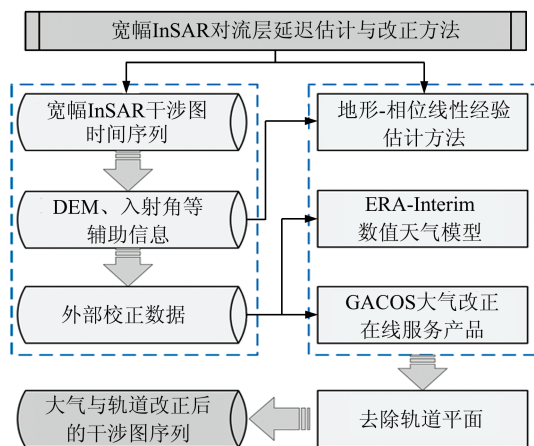 宽幅InSAR对流层延迟估计与改正方法
宽幅InSAR干涉图
时间序列
地形-相位线性经验
估计方法
DEM、入射角等
辅助信息
ERA-Interim
数值天气模型
外部校正数据
GACOS大气改正
在线服务产品
大气与轨道改正后
的干涉图序列
去除轨道平面